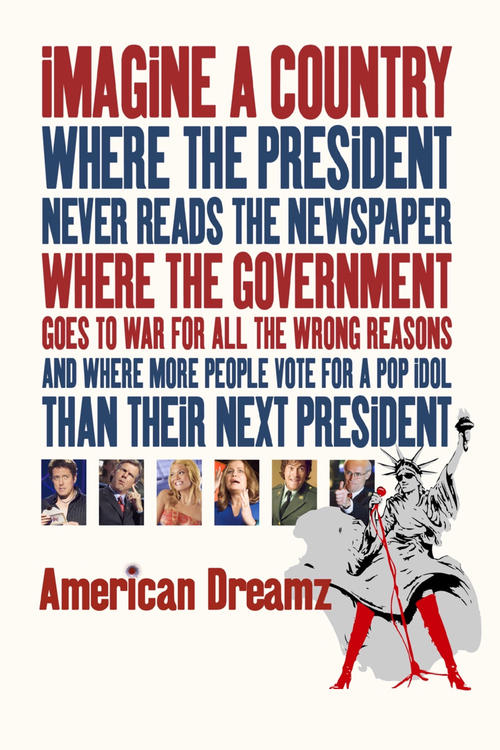 iMAGiNE A COUNTRY
WHERE THE PRESiDENT
NEVER READS THE NEWSPAPER
WHERE THE GOVERNMENT
GOES TO WAR FOR ALL THE WRONG REASONS
AND WHERE MORE PEOPLE VOTE FOR A POP iDOL
THAN THEiR NEXT PRESiDENT
American Dreamz